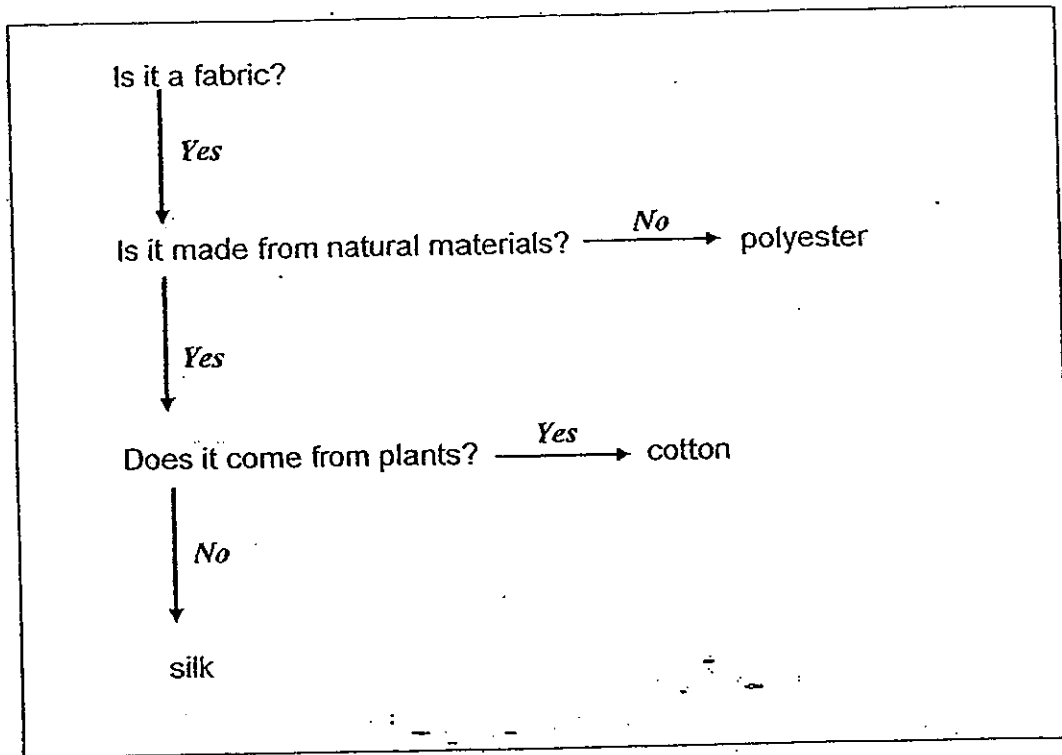 Is it a fabric?
Yes
Is it made from natural materials? No polyester
Yes
Does it come from plants? Yes cotton
No
silk